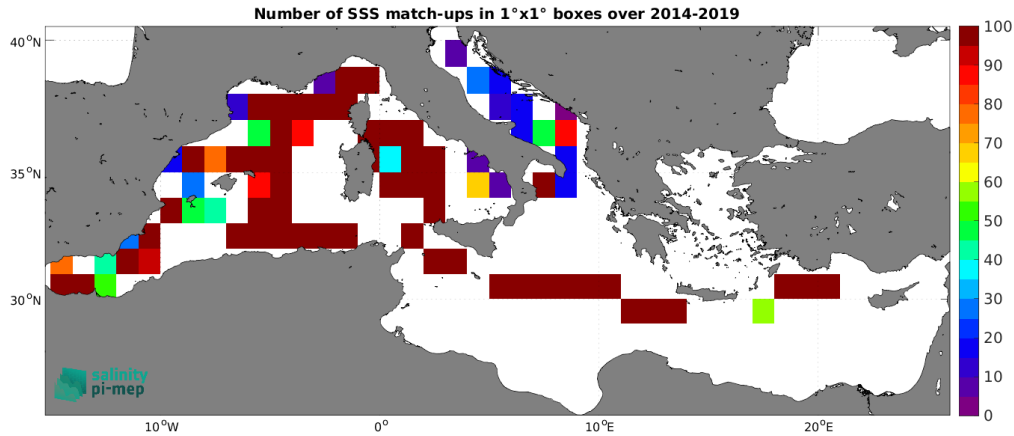 Number of SSS match-ups in 1°x1° boxes over 2014-2019
40°N
35°N
30°N
10°W
0°
10°E
20°E
100
90
80
70
60
50
40
30
20
10
0
salinity
pi-mep